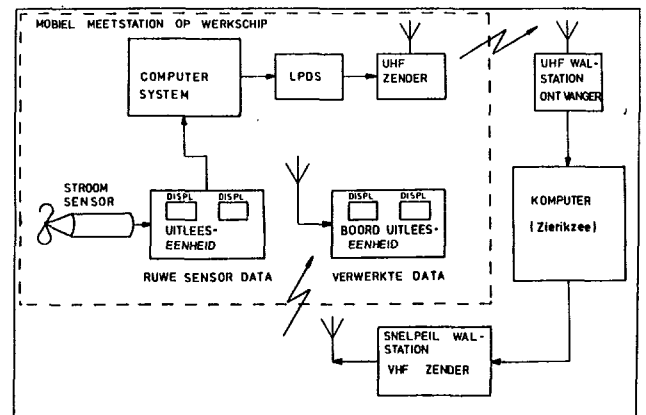 MOBIEL MEETSTATION OP WERKSCHIP
COMPUTER
SYSTEM
LPDS
UHF
ZENDER
UHF WAL-
STATION
ONTVANGER
STROOM
SENSOR
DISPL DISPL
UITLEES-
EENHEID
RUWE SENSOR DATA
DISPL DISPL
BOORD UITLEES-
EENHEID
VERWERKTE DATA
KOMPUTER
(Zierikzee)
SNELPEIL WAL-
STATION
VHF ZENDER